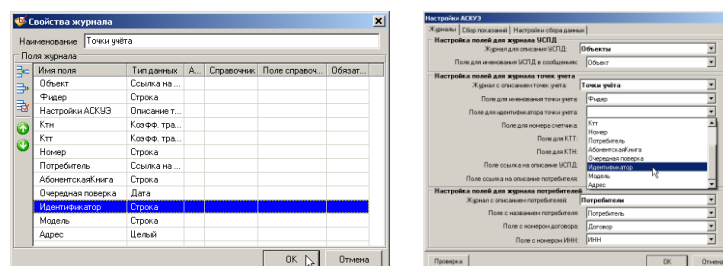 Свойства журнала
Наименование Точки учёта
Поля журнала
Имя поля Тип данных А... Справочник Поле справоч... Обязат...
Объект Ссылка на ...
Фидер Строка
Настройки АСКУЭ Описание т...
Ктн Коэфф. тра...
Ктт Коэфф. тра...
Номер Строка
Потребитель Ссылка на ...
АбонентскаяКнига Строка
Очередная поверка Дата
Идентификатор Строка
Модель Строка
Адрес Целый
OK Отмена
Настройки АСКУЭ
Журналы Сбор показаний Настройки сбора данных
Настройка полей для журнала УСПД
Журнал для описания УСПД: Объекты
Поле для именования УСПД в сообщениях: Объект
Настройка полей для журнала точек учета
Журнал с описанием точек учета: Точки учёта
Поле для именования точки учета: Фидер
Поле для идентификатора точки учета:
Поле для номера счетчика:
Поле для КТТ:
Поле для КТН:
Поле ссылка на описание УСПД:
Поле ссылка на описание потребителя:
Ктт
Номер
Потребитель
АбонентскаяКнига
Очередная поверка
Идентификатор
Модель
Адрес
Настройка полей для журнала потребителей
Журнал с описанием потребителей: Потребители
Поле с названием потребителя: Потребитель
Поле с номером договора: Договор
Поле с номером ИНН: ИНН
Проверка OK Отмена